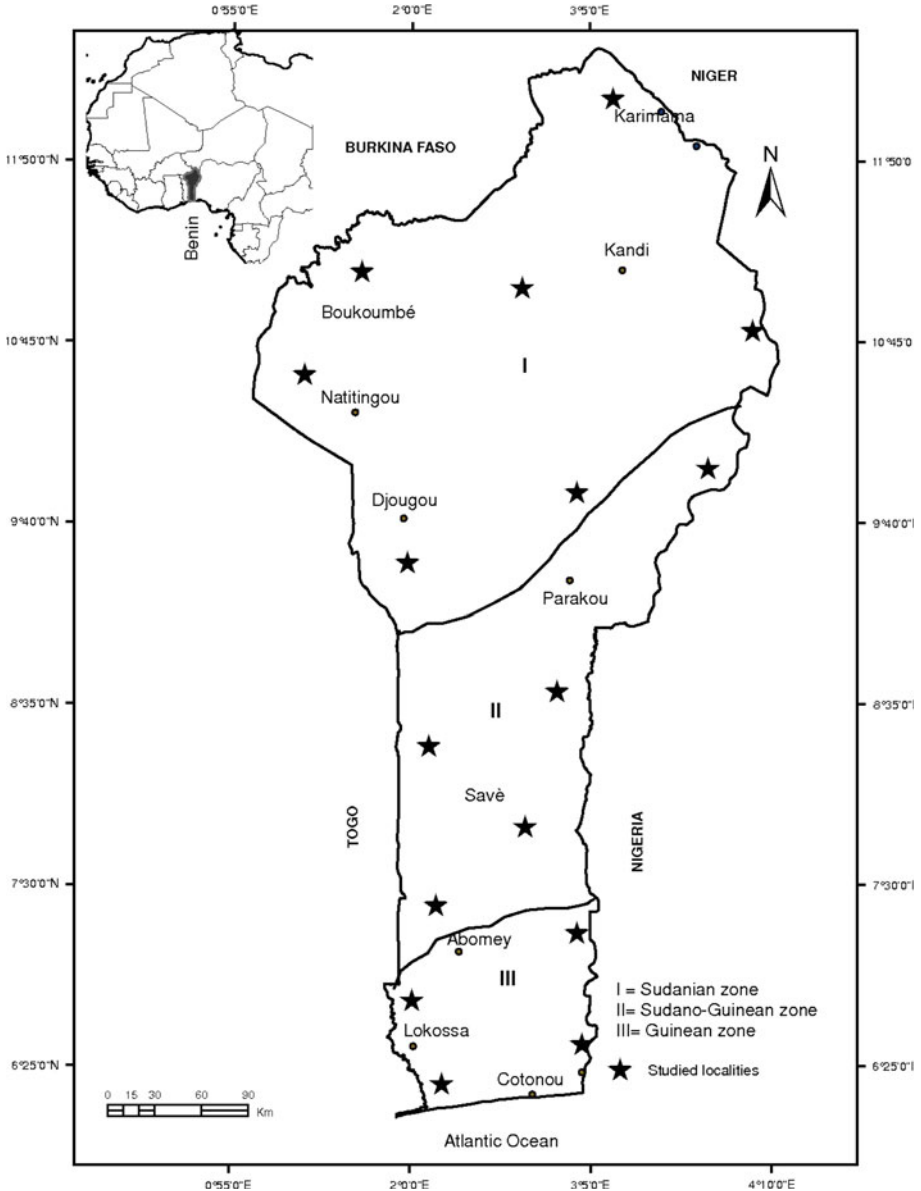 0°55'0"E 2°0'0"E 3°5'0"E
NIGER
Karimama
BURKINA FASO
N
11°50'0"N 11°50'0"
Benin
Kandi
Boukoumbé
10°45'0"N 10°45'0
I
Natitingou
Djougou
9°40'0"N 9°40'0"
Parakou
8°35'0"N 8°35'0"
II
Savè
TOGO
NIGERIA
7°30'0"N 7°30'0"
Abomey
III
I = Sudanian zone
II= Sudano-Guinean zone
III= Guinean zone
Lokossa
6°25'0"N 6°25'0"
Cotonou
Studied localities
0 15 30 60 90
Km
Atlantic Ocean
0°55'0"E 2°0'0"E 3°5'0"E 4°10'0"E